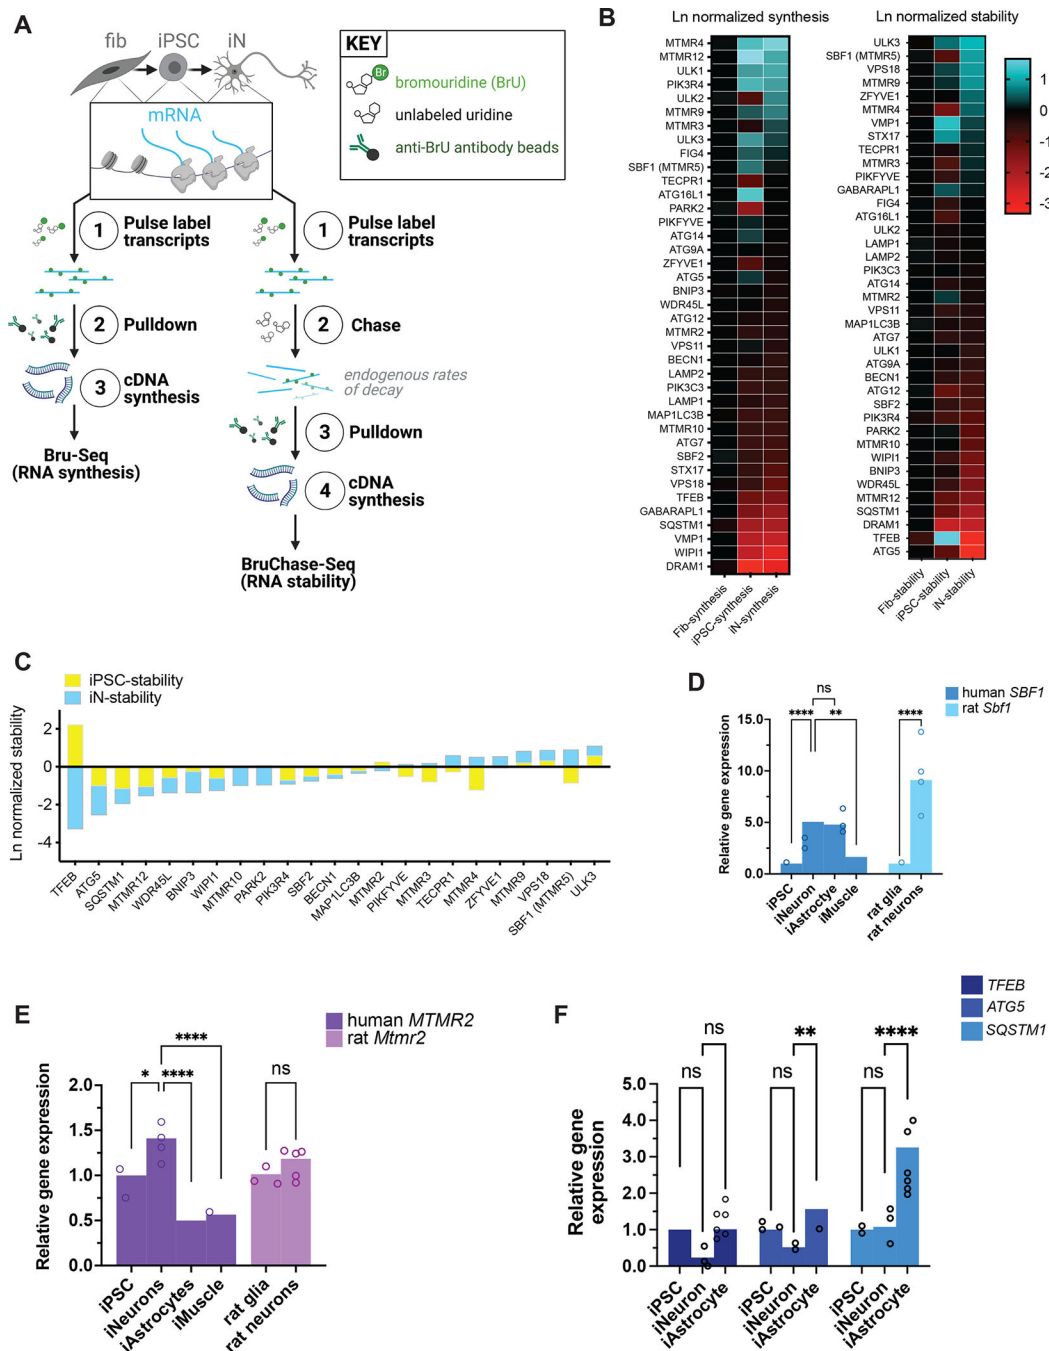 A
fib
iPSC
iN
mRNA
KEY
Br
bromouridine (BrU)
unlabeled uridine
anti-BrU antibody beads
1
Pulse label
transcripts
2
Pulldown
3
cDNA
synthesis
Bru-Seq
(RNA synthesis)
1
Pulse label
transcripts
2
Chase
endogenous rates
of decay
3
Pulldown
4
cDNA
synthesis
BruChase-Seq
(RNA stability)
B
Ln normalized synthesis
MTMR4
MTMR12
ULK1
PIK3R4
ULK2
MTMR9
MTMR3
ULK3
FIG4
SBF1 (MTMR5)
TECPR1
ATG16L1
PARK2
PIKFYVE
ATG14
ATG9A
ZFYVE1
ATG5
BNIP3
WDR45L
ATG12
MTMR2
VPS11
BECN1
LAMP2
PIK3C3
LAMP1
MAP1LC3B
MTMR10
ATG7
SBF2
STX17
VPS18
TFEB
GABARAPL1
SQSTM1
VMP1
WIPI1
DRAM1
Fib-synthesis
iPSC-synthesis
iN-synthesis
Ln normalized stability
ULK3
SBF1 (MTMR5)
VPS18
MTMR9
ZFYVE1
MTMR4
VMP1
STX17
TECPR1
MTMR3
PIKFYVE
GABARAPL1
FIG4
ATG16L1
ULK2
LAMP1
LAMP2
PIK3C3
ATG14
MTMR2
VPS11
MAP1LC3B
ATG7
ULK1
ATG9A
BECN1
ATG12
SBF2
PIK3R4
PARK2
MTMR10
WIPI1
BNIP3
WDR45L
MTMR12
SQSTM1
DRAM1
TFEB
ATG5
Fib-stability
iPSC-stability
iN-stability
1
0
-1
-2
-3
C
iPSC-stability
iN-stability
Ln normalized stability
2
0
-2
-4
TFEB
ATG5
SQSTM1
MTMR12
WDR45L
BNIP3
WIPI1
MTMR10
PARK2
PIK3R4
SBF2
BECN1
MAP1LC3B
MTMR2
PIKFYVE
MTMR3
TECPR1
MTMR4
ZFYVE1
MTMR9
VPS18
SBF1 (MTMR5)
ULK3
D
human SBF1
rat Sbf1
ns
****
**
****
Relative gene expression
15.0
10.0
5.0
0.0
iPSC
iNeuron
iAstroctye
iMuscle
rat glia
rat neurons
E
human MTMR2
rat Mtmr2
****
*
****
ns
Relative gene expression
2.0
1.5
1.0
0.5
0.0
iPSC
iNeurons
iAstrocytes
iMuscle
rat glia
rat neurons
F
TFEB
ATG5
SQSTM1
ns
**
****
ns
ns
ns
Relative gene
expression
5.0
4.0
3.0
2.0
1.0
0.0
iPSC
iNeuron
iAstrocyte
iPSC
iNeuron
iAstrocyte
iPSC
iNeuron
iAstrocyte